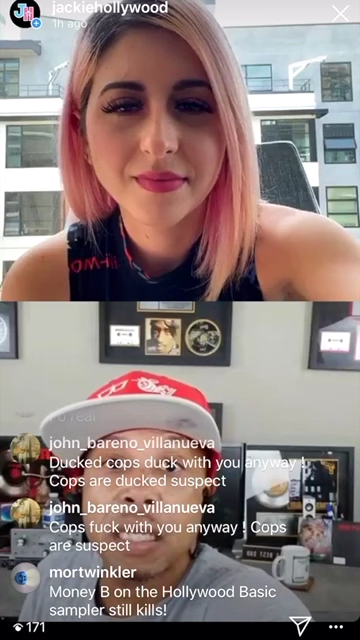 jackiehollywood
1h ago
john_bareno_villanueva
Ducked cops duck with you anyway !
Cops are ducked suspect
john_bareno_villanueva
Cops fuck with you anyway ! Cops
are suspect
mortwinkler
Money B on the Hollywood Basic
sampler still kills!
171